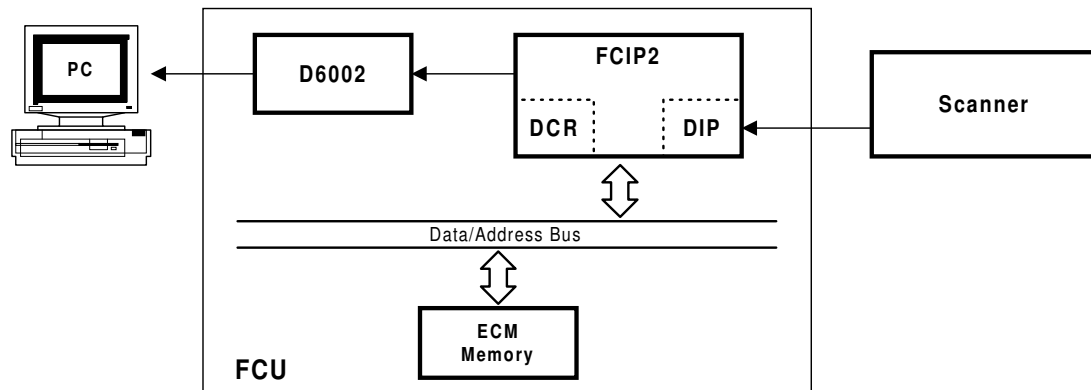 PC
D6002
FCIP2
DCR
DIP
Scanner
Data/Address Bus
ECM
Memory
FCU